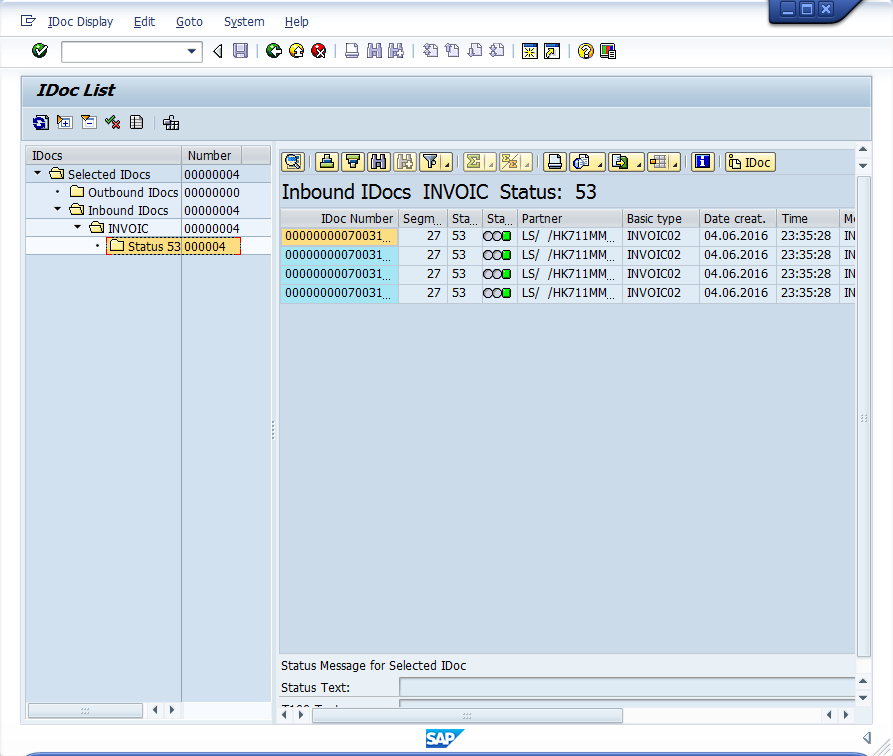 IDoc Display Edit Goto System Help
IDoc List
IDocs Number
Selected IDocs 00000004
Outbound IDocs 00000000
Inbound IDocs 00000004
INVOIC 00000004
Status 53 000004
IDoc
Inbound IDocs INVOIC Status: 53
IDoc Number Segm... Sta... Sta... Partner Basic type Date creat. Time
00000000070031... 27 53 LS/ /HK711MM... INVOIC02 04.06.2016 23:35:28 IN
00000000070031... 27 53 LS/ /HK711MM... INVOIC02 04.06.2016 23:35:28 IN
00000000070031... 27 53 LS/ /HK711MM... INVOIC02 04.06.2016 23:35:28 IN
00000000070031... 27 53 LS/ /HK711MM... INVOIC02 04.06.2016 23:35:28 IN
Status Message for Selected IDoc
Status Text:
SAP